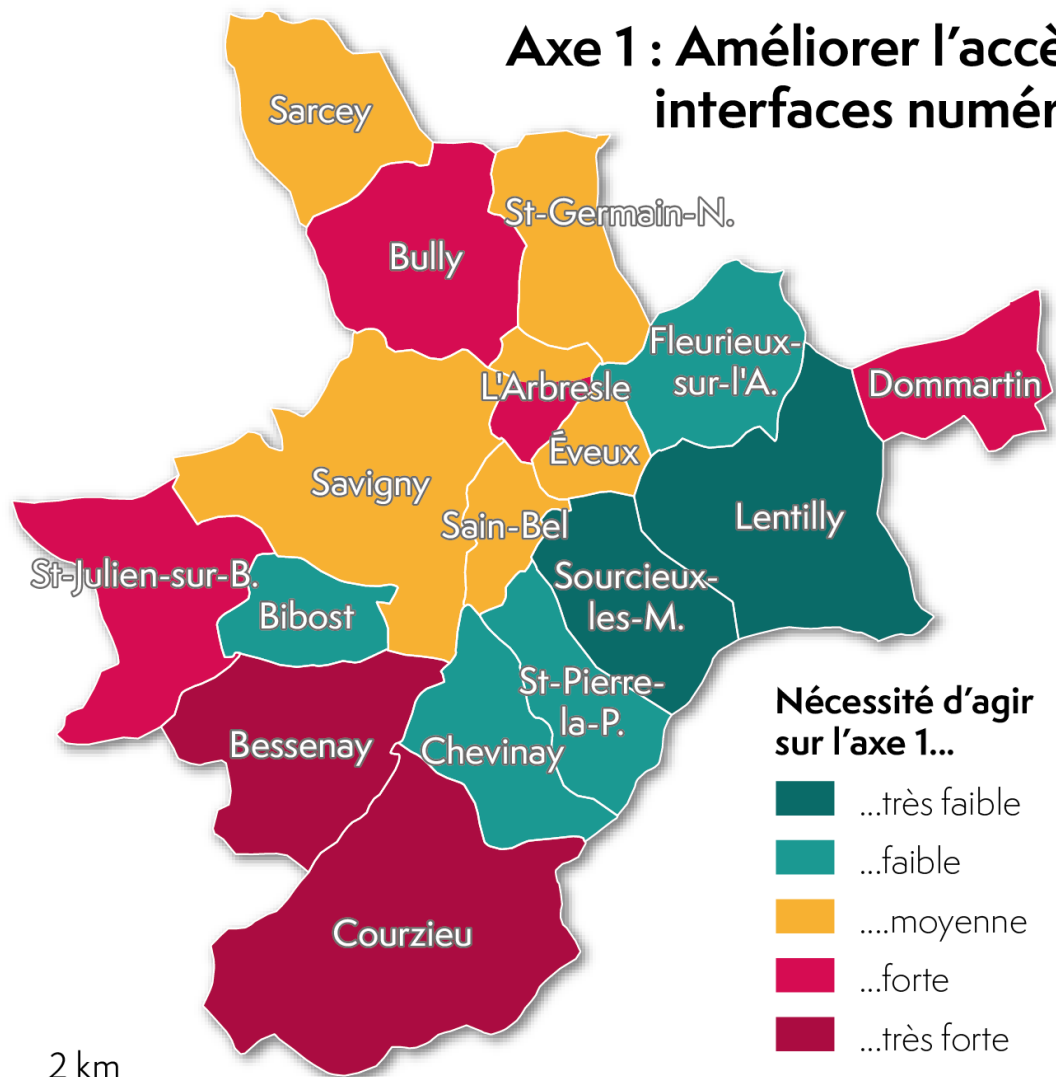 Axe 1 : Améliorer l'accè
interfaces numér
Sarcey
St-Germain-N.
Bully
Fleurieux-
sur-l'A.
L'Arbresle
Dommartin
Éveux
Savigny
Sain-Bel
Lentilly
St-Julien-sur-B.
Sourcieux-
les-M.
Bibost
St-Pierre-
la-P.
Bessenay
Chevinay
Courzieu
Nécessité d'agir
sur l'axe 1...
...très faible
...faible
....moyenne
...forte
...très forte
2 km